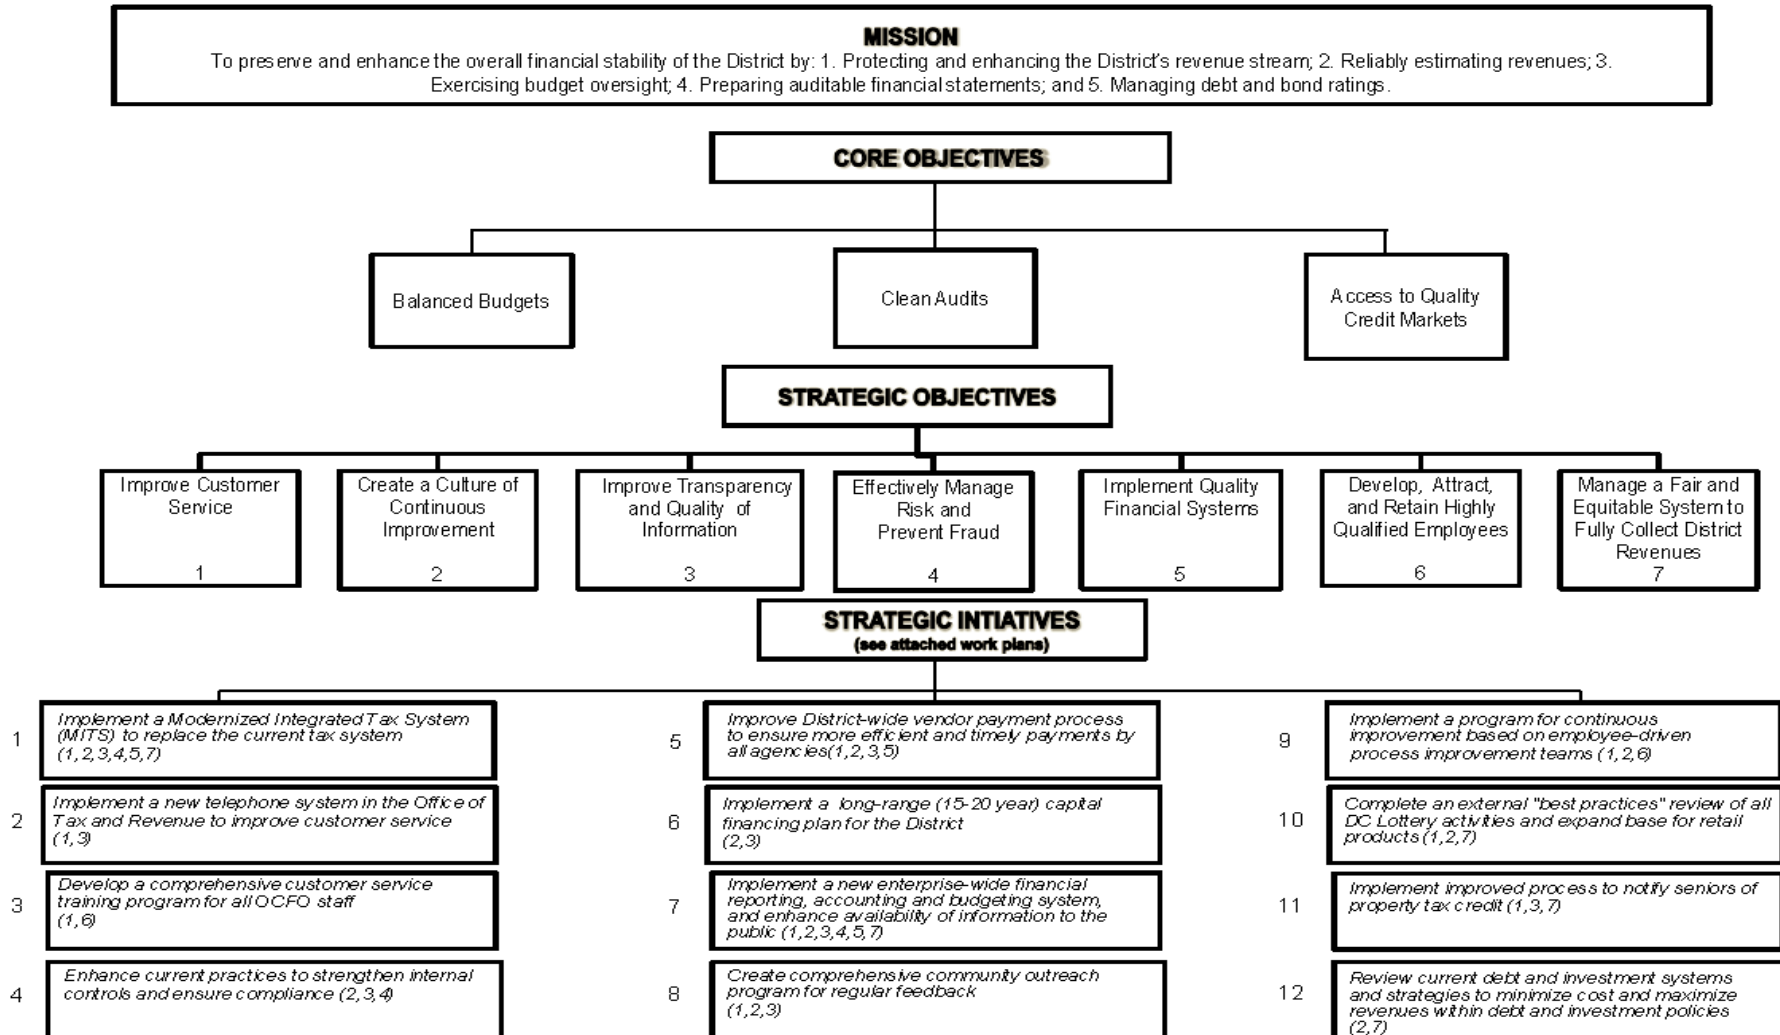 MISSION
To preserve and enhance the overall financial stability of the District by: 1. Protecting and enhancing the District's revenue stream; 2. Reliably estimating revenues; 3.
Exercising budget oversight; 4. Preparing auditable financial statements; and 5. Managing debt and bond ratings.
CORE OBJECTIVES
Balanced Budgets
Clean Audits
Access to Quality
Credit Markets
STRATEGIC OBJECTIVES
Improve Customer
Service
1
Create a Culture of
Continuous
Improvement
2
Improve Transparency
and Quality of
Information
3
Effectively Manage
Risk and
Prevent Fraud
4
Implement Quality
Financial Systems
5
Develop, Attract,
and Retain Highly
Qualified Employees
6
Manage a Fair and
Equitable System to
Fully Collect District
Revenues
7
STRATEGIC INTIATIVES
(see attached work plans)
1
Implement a Modernized Integrated Tax System
(MITS) to replace the current tax system
(1,2,3,4,5,7)
2
Implement a new telephone system in the Office of
Tax and Revenue to improve customer service
(1,3)
3
Develop a comprehensive customer service
training program for all OCFO staff
(1,6)
4
Enhance current practices to strengthen internal
controls and ensure compliance (2,3,4)
5
Improve District-wide vendor payment process
to ensure more efficient and timely payments by
all agencies(1,2,3,5)
6
Implement a long-range (15-20 year) capital
financing plan for the District
(2,3)
7
Implement a new enterprise-wide financial
reporting, accounting and budgeting system,
and enhance availability of information to the
public (1,2,3,4,5,7)
8
Create comprehensive community outreach
program for regular feedback
(1,2,3)
9
Implement a program for continuous
improvement based on employee-driven
process improvement teams (1,2,6)
10
Complete an external "best practices" review of all
DC Lottery activities and expand base for retail
products (1,2,7)
11
Implement improved process to notify seniors of
property tax credit (1,3,7)
12
Review current debt and investment systems
and strategies to minimize cost and maximize
revenues within debt and investment policies
(2,7)